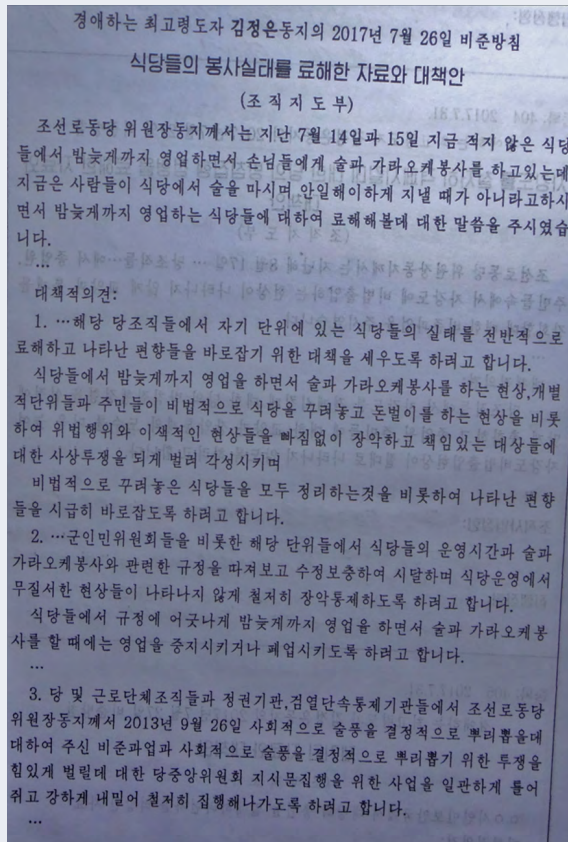 경애하는 최고령도자 김정은동지의 2017년 7월 26일 비준방침
식당들의 봉사실태를 료해한 자료와 대책안
(조직지도부)
조선로동당 위원장동지께서는 지난 7월 14일과 15일 지금 적지 않은 식당
들에서 밤늦게까지 영업하면서 손님들에게 술과 가라오케봉사를 하고있는데
지금은 사람들이 식당에서 술을 마시며 안일해이하게 지낼 때가 아니라고하시
면서 밤늦게까지 영업하는 식당들에 대하여 료해해볼데 대한 말씀을 주시였습
니다.
...
대책적의견:
1. …해당 당조직들에서 자기 단위에 있는 식당들의 실태를 전반적으로
료해하고 나타난 편향들을 바로잡기 위한 대책을 세우도록 하려고 합니다.
식당들에서 밤늦게까지 영업을 하면서 술과 가라오케봉사를 하는 현상,개별
적단위들과 주민들이 비법적으로 식당을 꾸려놓고 돈벌이를 하는 현상을 비롯
하여 위법행위와 이색적인 현상들을 빠짐없이 장악하고 책임있는 대상들에
대한 사상투쟁을 되게 벌려 각성시키며
비법적으로 꾸려놓은 식당들을 모두 정리하는것을 비롯하여 나타난 편향
들을 시급히 바로잡도록 하려고 합니다.
2. …군인민위원회들을 비롯한 해당 단위들에서 식당들의 운영시간과 술과
가라오케봉사와 관련한 규정을 따져보고 수정보충하여 시달하며 식당운영에서
무질서한 현상들이 나타나지 않게 철저히 장악통제하도록 하려고 합니다.
식당들에서 규정에 어긋나게 밤늦게까지 영업을 하면서 술과 가라오케봉
사를 할 때에는 영업을 중지시키거나 폐업시키도록 하려고 합니다.
...
3. 당 및 근로단체조직들과 정권기관,검열단속통제기관들에서 조선로동당
위원장동지께서 2013년 9월 26일 사회적으로 술풍을 결정적으로 뿌리뽑을데
대하여 주신 비준과업과 사회적으로 술풍을 결정적으로 뿌리뽑기 위한 투쟁을
힘있게 벌릴데 대한 당중앙위원회 지시문집행을 위한 사업을 일관하게 틀어
쥐고 강하게 내밀어 철저히 집행해나가도록 하려고 합니다.
...